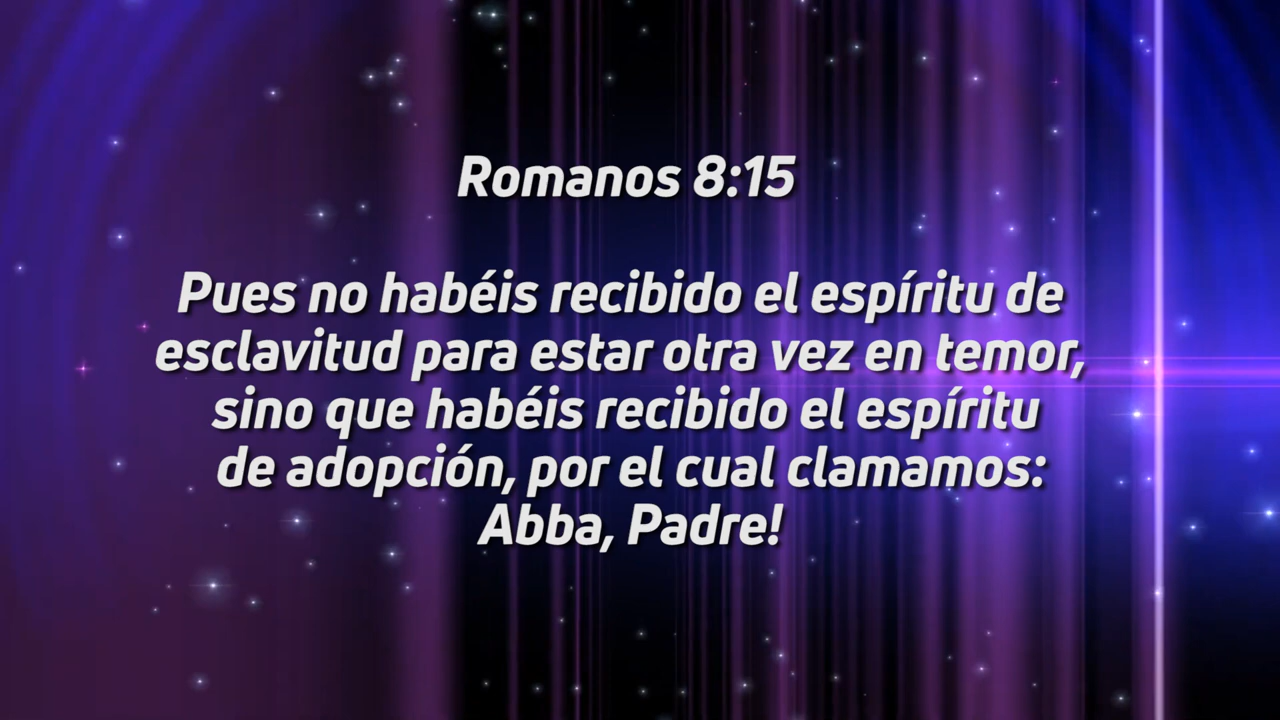 Romanos 8:15
Pues no habéis recibido el espíritu de
esclavitud para estar otra vez en temor,
sino que habéis recibido el espíritu
de adopción, por el cual clamamos:
Abba, Padre!